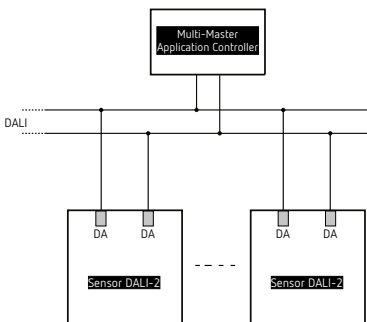 Multi-Master
Application Controller
DALI
DA DA DA DA
Sensor DALI-2 Sensor DALI-2